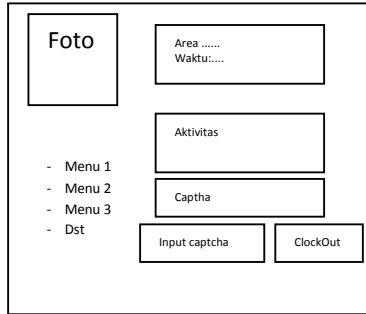 Foto
Area ......
Waktu:....
Aktivitas
- Menu 1
- Menu 2
- Menu 3
- Dst
Captha
Input captcha
ClockOut